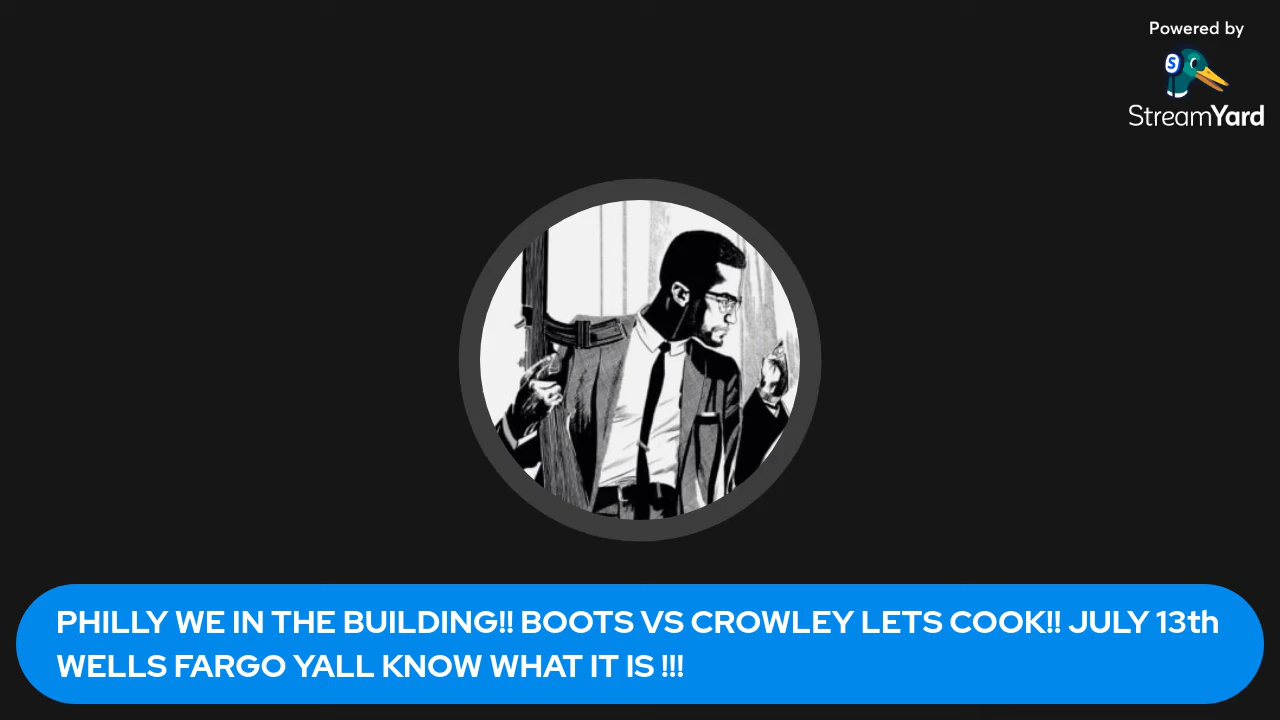 Powered by
S
StreamYard
PHILLY WE IN THE BUILDING!! BOOTS VS CROWLEY LETS COOK!! JULY 13th
WELLS FARGO YALL KNOW WHAT IT IS !!!